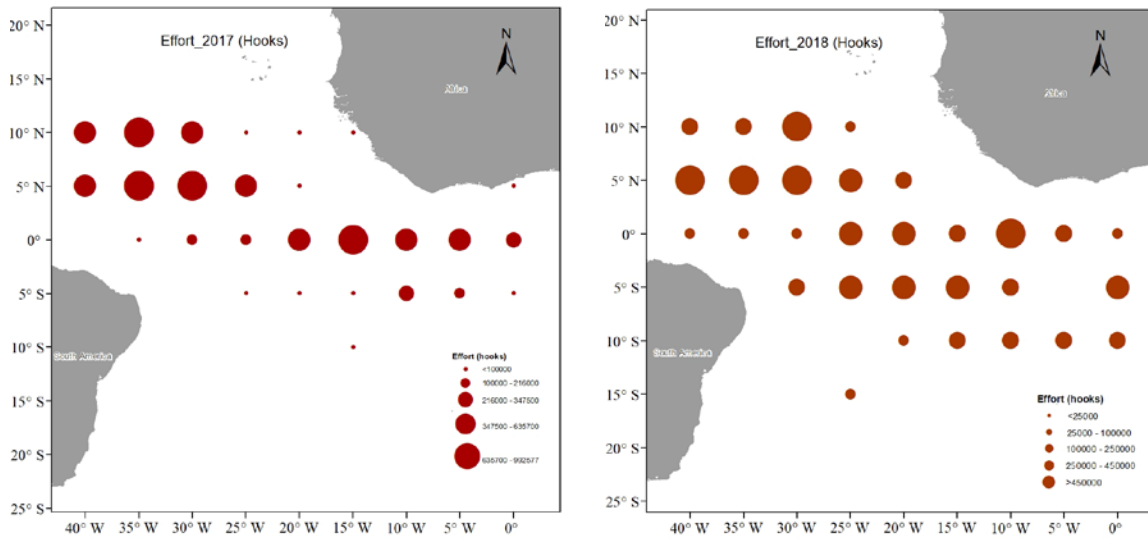 Effort_2017 (Hooks)
N
Africa
South America
20° N
15° N
10° N
5° N
0°
5° S
10° S
15° S
20° S
25° S
40° W 35° W 30° W 25° W 20° W 15° W 10° W 5° W 0°
Effort (hooks)
<100000
100000 - 216000
216000 - 347500
347500 - 635700
635700 - 992577
Effort_2018 (Hooks)
N
Africa
South America
20° N
15° N
10° N
5° N
0°
5° S
10° S
15° S
20° S
25° S
40° W 35° W 30° W 25° W 20° W 15° W 10° W 5° W 0°
Effort (hooks)
<25000
25000 - 100000
100000 - 250000
250000 - 450000
>450000